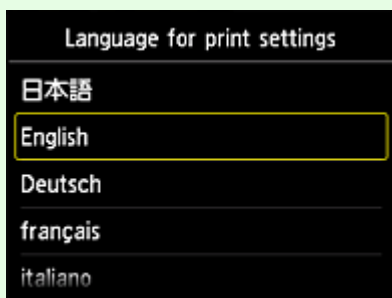 Language for print settings
日本語
English
Deutsch
français
italiano